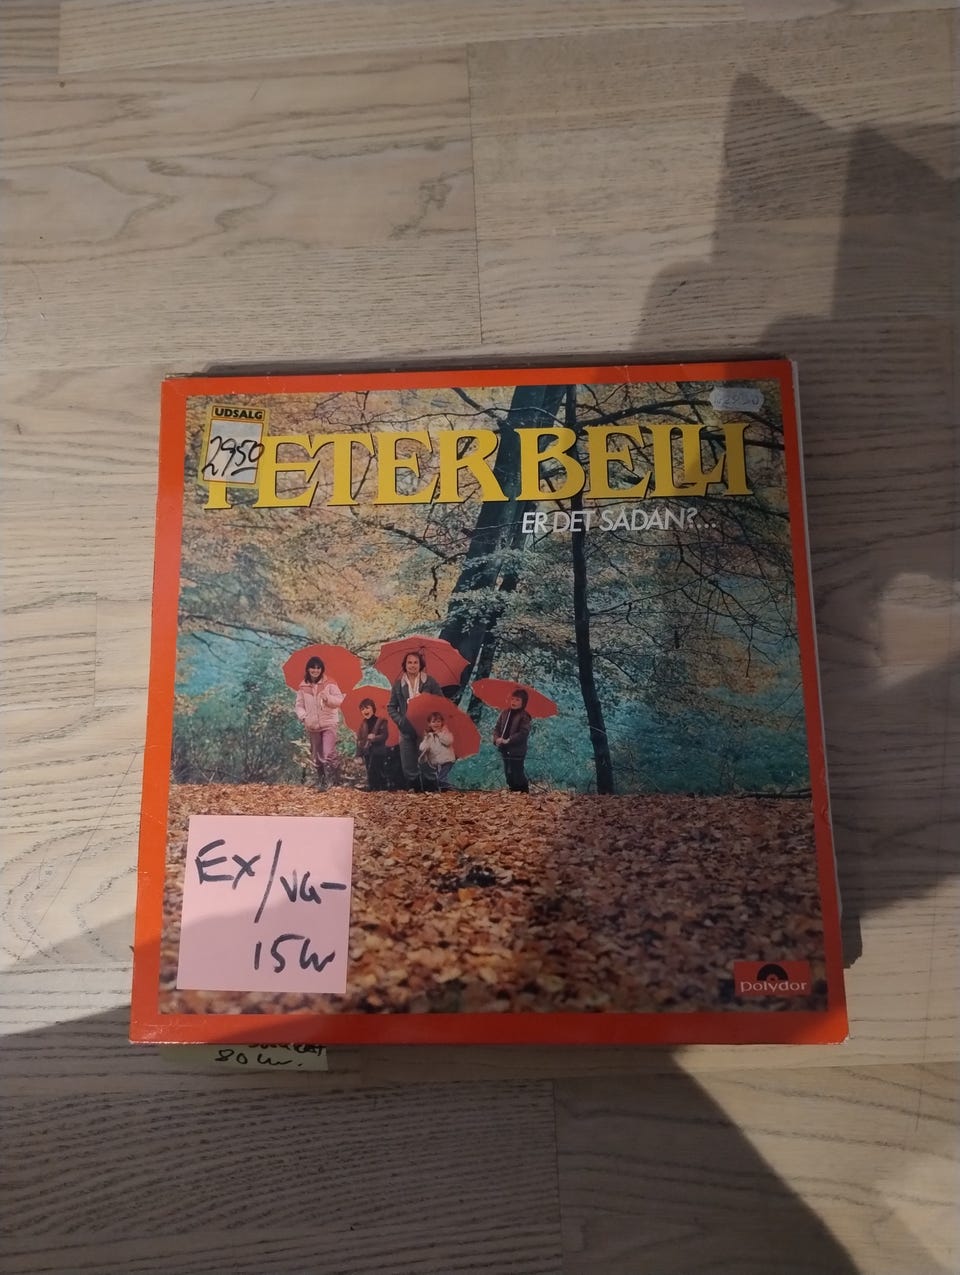 UDSALG
2950
PETER BELLI
ER DET SÅDAN?...
EX/VG-
15 kr
polydor
80 kr.